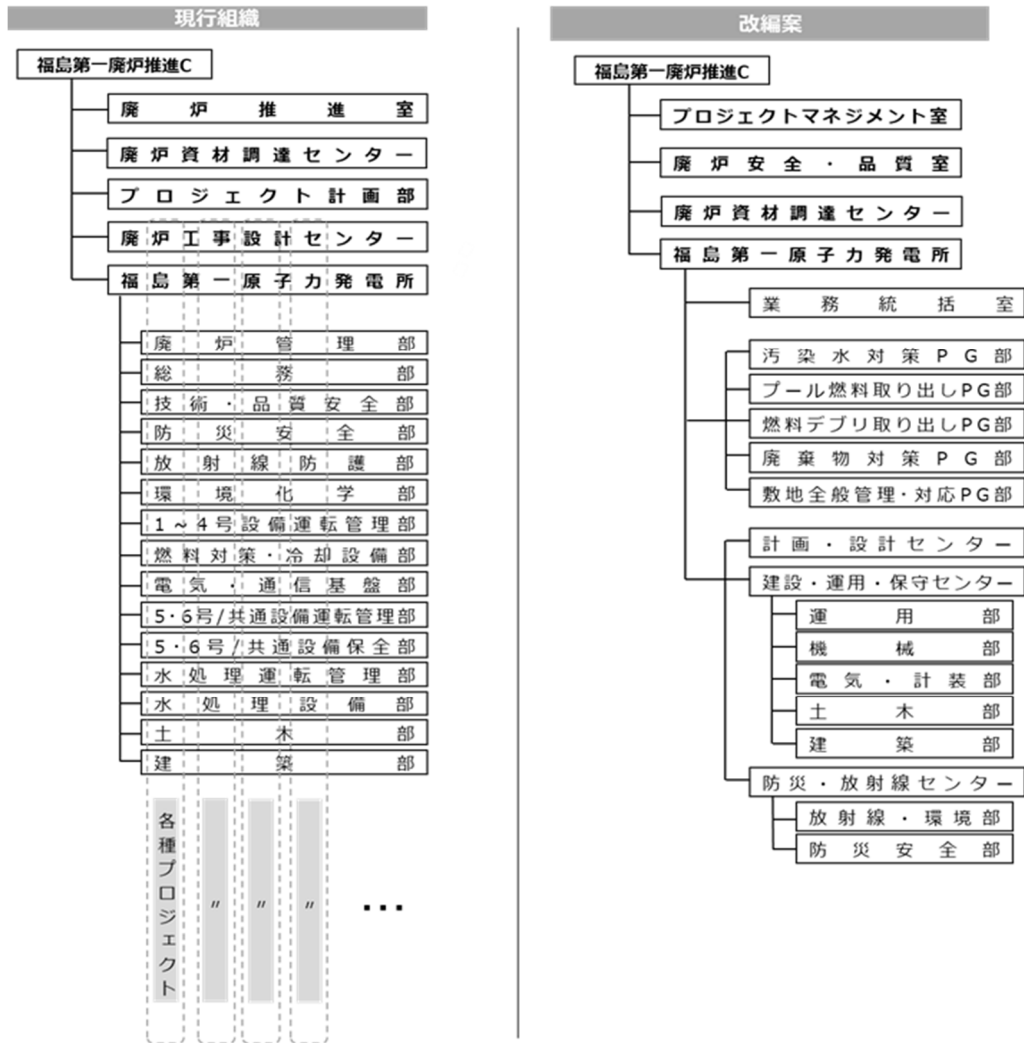 現行組織
福島第一廃炉推進C
廃炉推進室
廃炉資材調達センター
プロジェクト計画部
廃炉工事設計センター
福島第一原子力発電所
廃炉管理部
総務部
技術・品質安全部
防災安全部
放射線防護部
環境化学部
1~4号設備運転管理部
燃料対策・冷却設備部
電気・通信基盤部
5・6号/共通設備運転管理部
5・6号/共通設備保全部
水処理運転管理部
水処理設備部
土木部
建築部
各種プロジェクト
〃
〃
〃
・・・
改編案
福島第一廃炉推進C
プロジェクトマネジメント室
廃炉安全・品質室
廃炉資材調達センター
福島第一原子力発電所
業務統括室
汚染水対策PG部
プール燃料取り出しPG部
燃料デブリ取り出しPG部
廃棄物対策PG部
敷地全般管理・対応PG部
計画・設計センター
建設・運用・保守センター
運用部
機械部
電気・計装部
土木部
建築部
防災・放射線センター
放射線・環境部
防災安全部